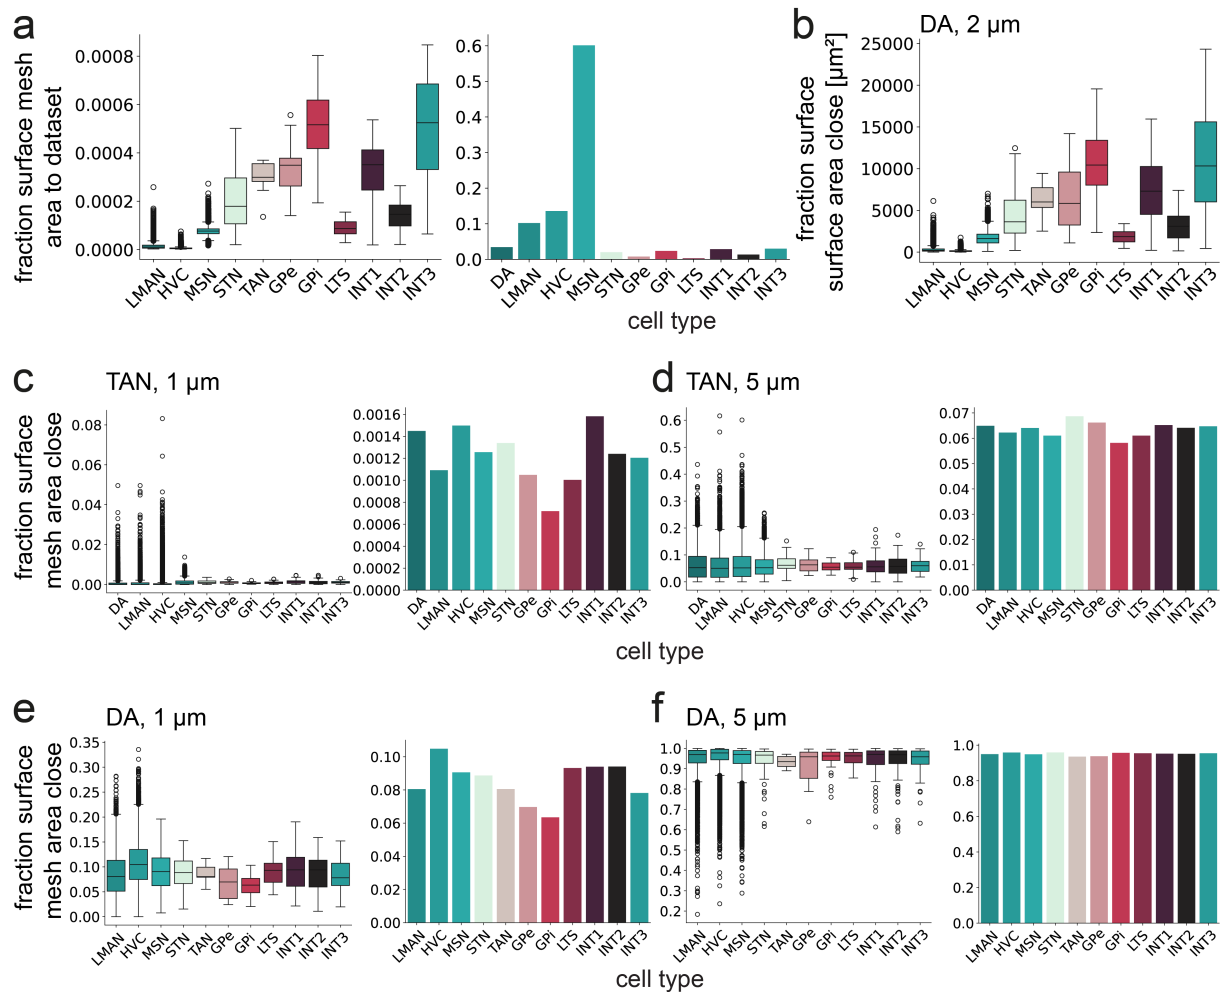 a
fraction surface mesh
area to dataset
0.0008
0.0006
0.0004
0.0002
0.0000
LMAN HVC MSN STN TAN GPe GPi LTS INT1 INT2 INT3
0.6
0.5
0.4
0.3
0.2
0.1
0.0
DA LMAN HVC MSN STN GPe GPi LTS INT1 INT2 INT3
cell type
b
DA, 2 µm
fraction surface
surface area close [µm²]
25000
20000
15000
10000
5000
0
LMAN HVC MSN STN TAN GPe GPi LTS INT1 INT2 INT3
c
TAN, 1 µm
fraction surface
mesh area close
0.08
0.06
0.04
0.02
0.00
DA LMAN HVC MSN STN GPe GPi LTS INT1 INT2 INT3
0.0016
0.0014
0.0012
0.0010
0.0008
0.0006
0.0004
0.0002
0.0000
DA LMAN HVC MSN STN GPe GPi LTS INT1 INT2 INT3
d
TAN, 5 µm
0.6
0.5
0.4
0.3
0.2
0.1
0.0
DA LMAN HVC MSN STN GPe GPi LTS INT1 INT2 INT3
0.07
0.06
0.05
0.04
0.03
0.02
0.01
0.00
DA LMAN HVC MSN STN GPe GPi LTS INT1 INT2 INT3
cell type
e
DA, 1 µm
fraction surface
mesh area close
0.35
0.30
0.25
0.20
0.15
0.10
0.05
0.00
LMAN HVC MSN STN TAN GPe GPi LTS INT1 INT2 INT3
0.10
0.08
0.06
0.04
0.02
0.00
LMAN HVC MSN STN TAN GPe GPi LTS INT1 INT2 INT3
f
DA, 5 µm
1.0
0.9
0.8
0.7
0.6
0.5
0.4
0.3
0.2
LMAN HVC MSN STN TAN GPe GPi LTS INT1 INT2 INT3
1.0
0.8
0.6
0.4
0.2
0.0
LMAN HVC MSN STN TAN GPe GPi LTS INT1 INT2 INT3
cell type